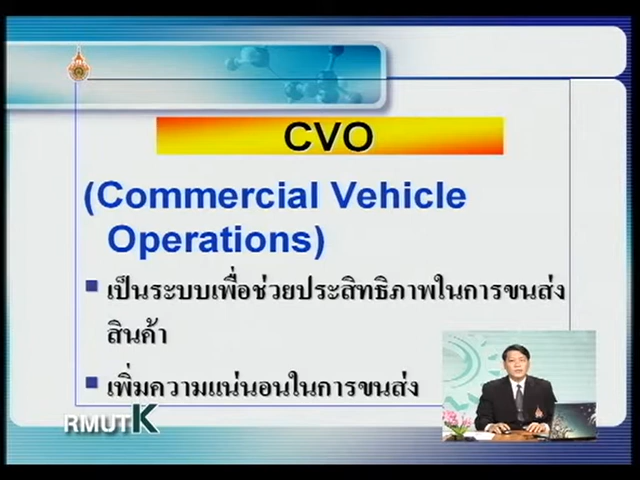 CVO
(Commercial Vehicle
Operations)
เป็นระบบเพื่อช่วยประสิทธิภาพในการขนส่ง
สินค้า
เพิ่มความแน่นอนในการขนส่ง
RMUTK